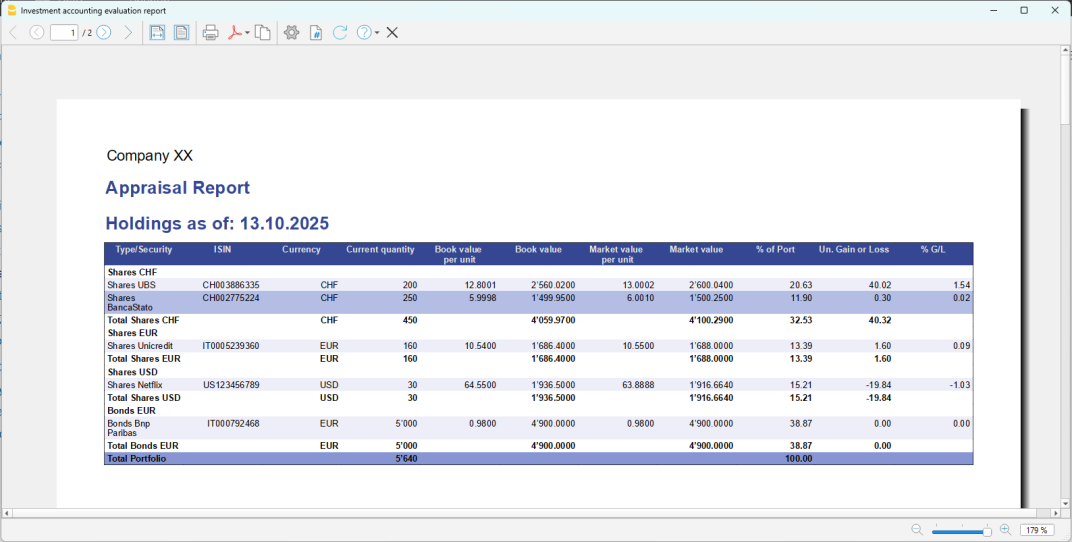 Investment accounting evaluation report
1 / 2
179 %
Company XX
Appraisal Report
Holdings as of: 13.10.2025
Type/Security ISIN Currency Current quantity Book value per unit Book value Market value per unit Market value % of Port Un. Gain or Loss % G/L
Shares CHF
Shares UBS CH003886335 CHF 200 12.8001 2'560.0200 13.0002 2'600.0400 20.63 40.02 1.54
Shares BancaStato CH002775224 CHF 250 5.9998 1'499.9500 6.0010 1'500.2500 11.90 0.30 0.02
Total Shares CHF CHF 450 4'059.9700 4'100.2900 32.53 40.32
Shares EUR
Shares Unicredit IT0005239360 EUR 160 10.5400 1'686.4000 10.5500 1'688.0000 13.39 1.60 0.09
Total Shares EUR EUR 160 1'686.4000 1'688.0000 13.39 1.60
Shares USD
Shares Netflix US123456789 USD 30 64.5500 1'936.5000 63.8888 1'916.6640 15.21 -19.84 -1.03
Total Shares USD USD 30 1'936.5000 1'916.6640 15.21 -19.84
Bonds EUR
Bonds Bnp Paribas IT000792468 EUR 5'000 0.9800 4'900.0000 0.9800 4'900.0000 38.87 0.00 0.00
Total Bonds EUR EUR 5'000 4'900.0000 4'900.0000 38.87 0.00
Total Portfolio 5'640 100.00